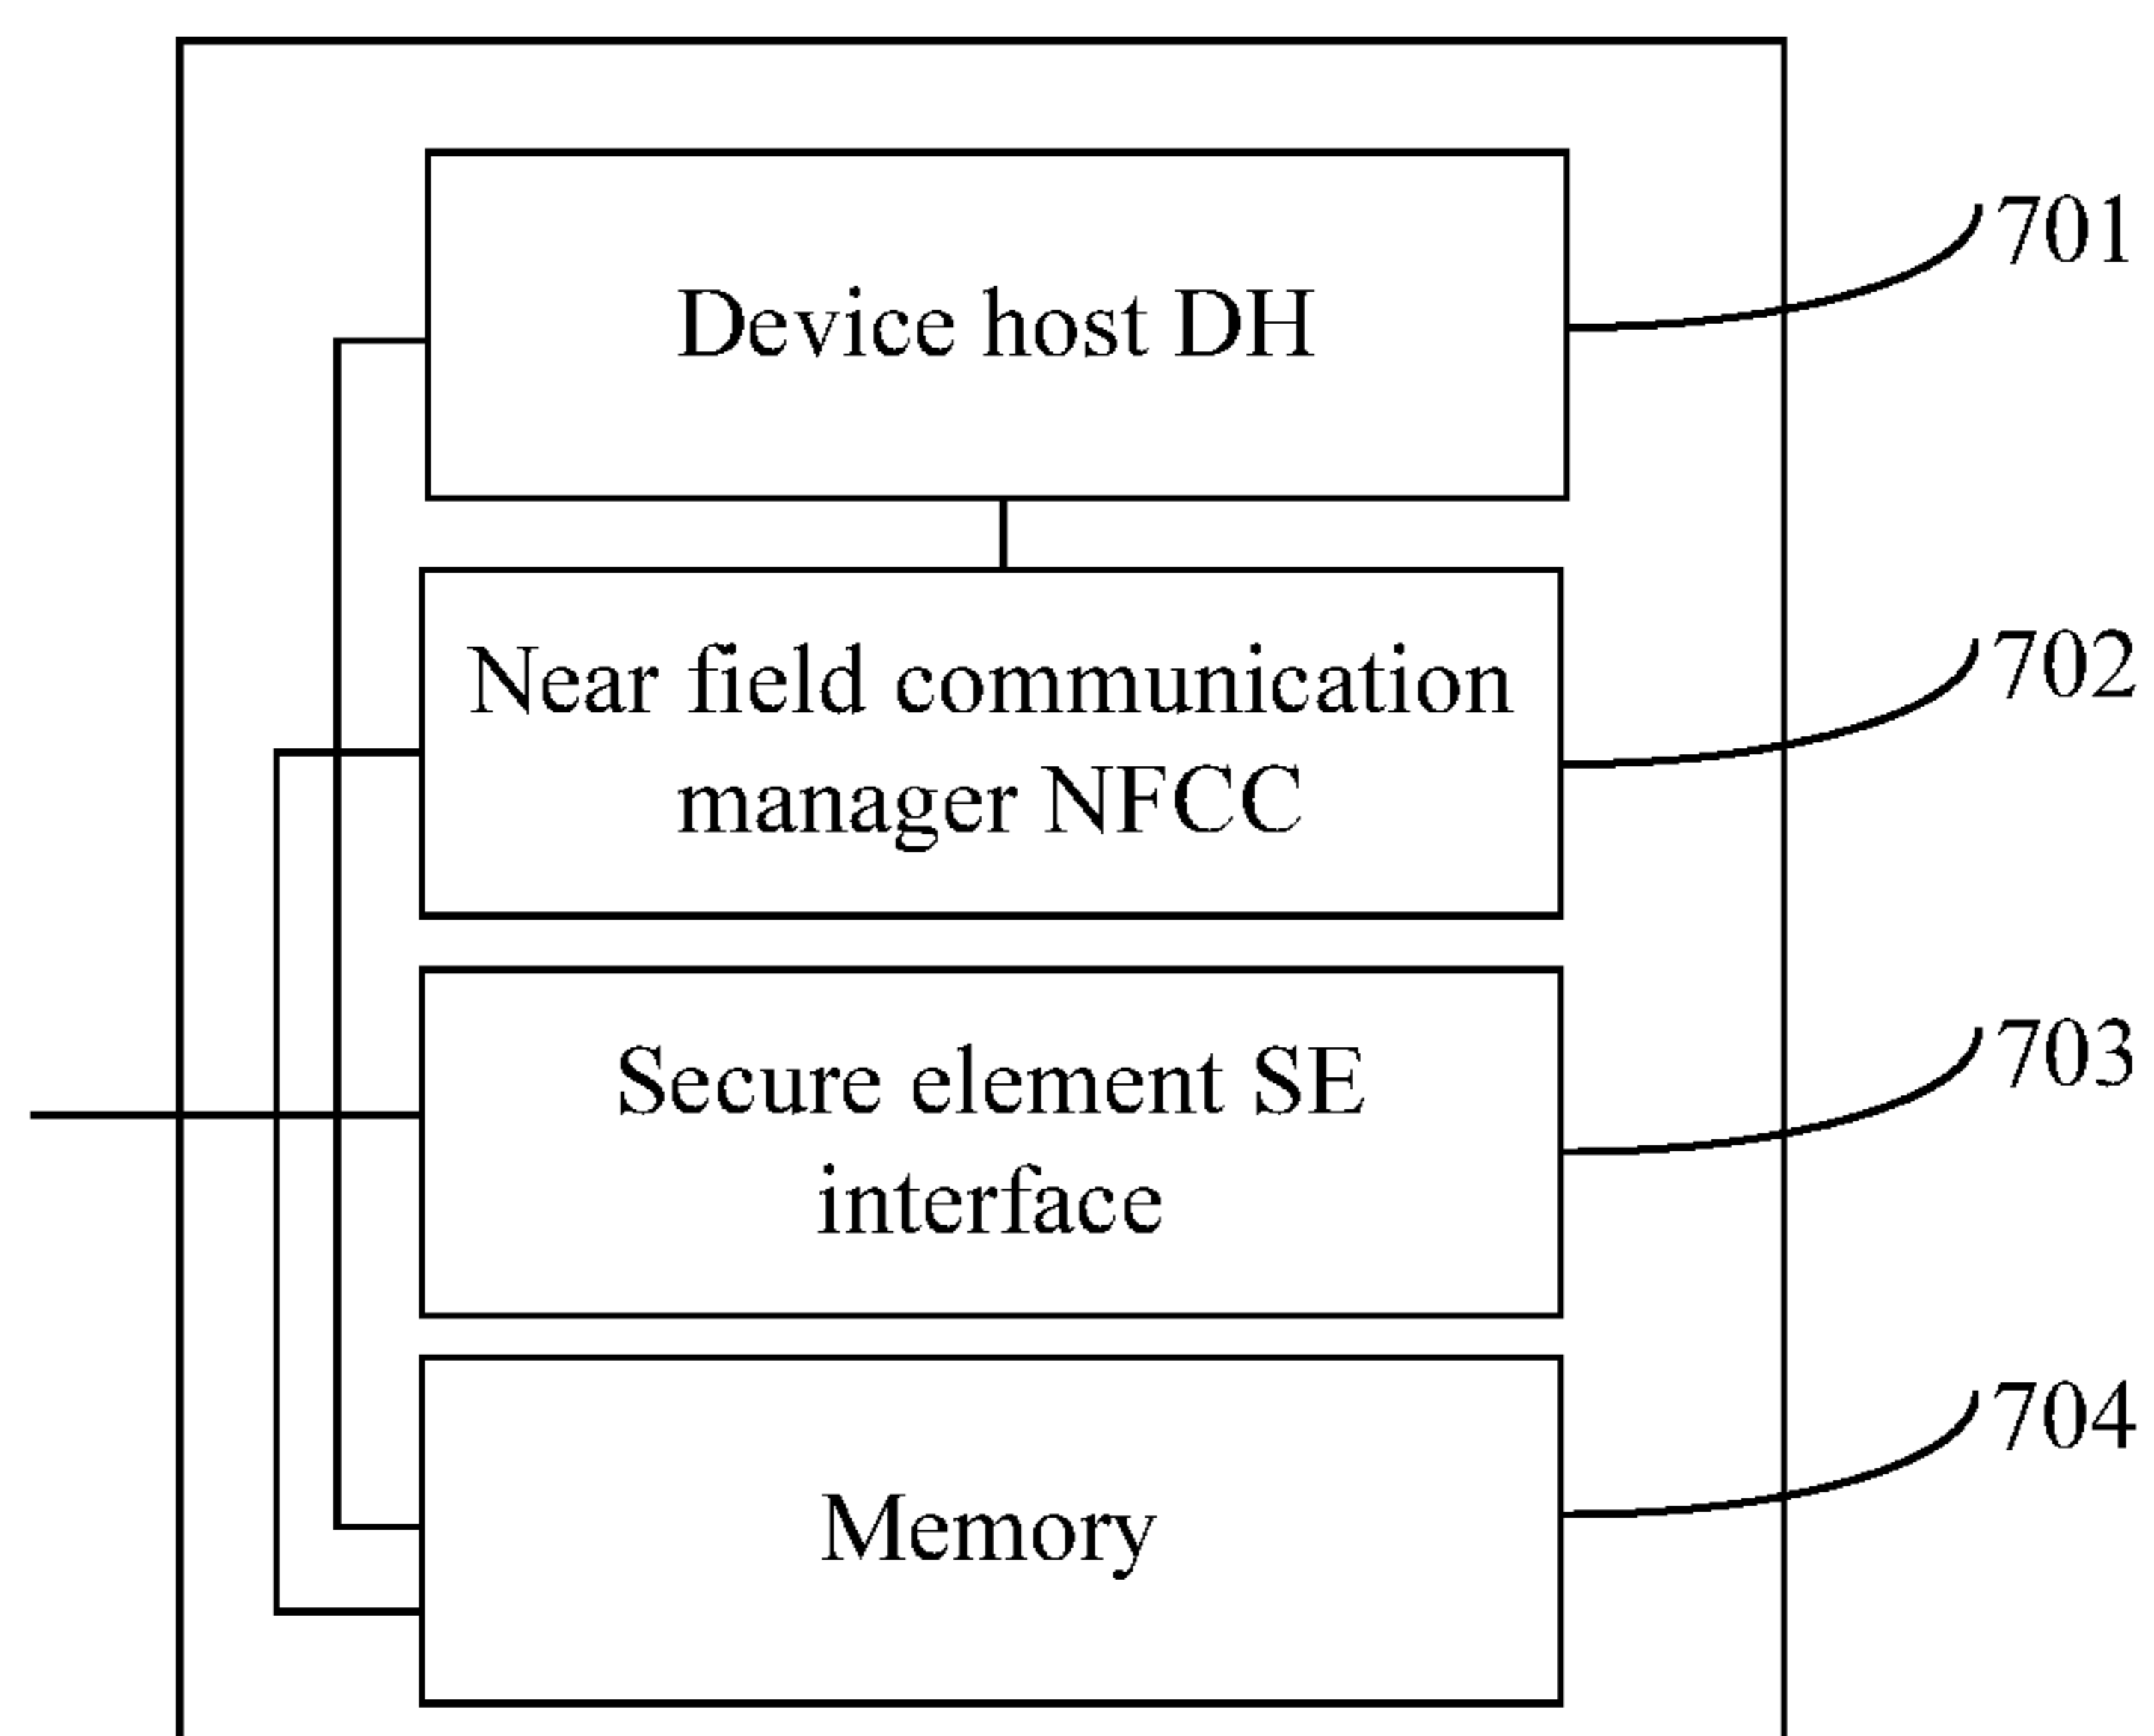 Device host DH
701
Near field communication
manager NFCC
702
Secure element SE
interface
703
Memory
704